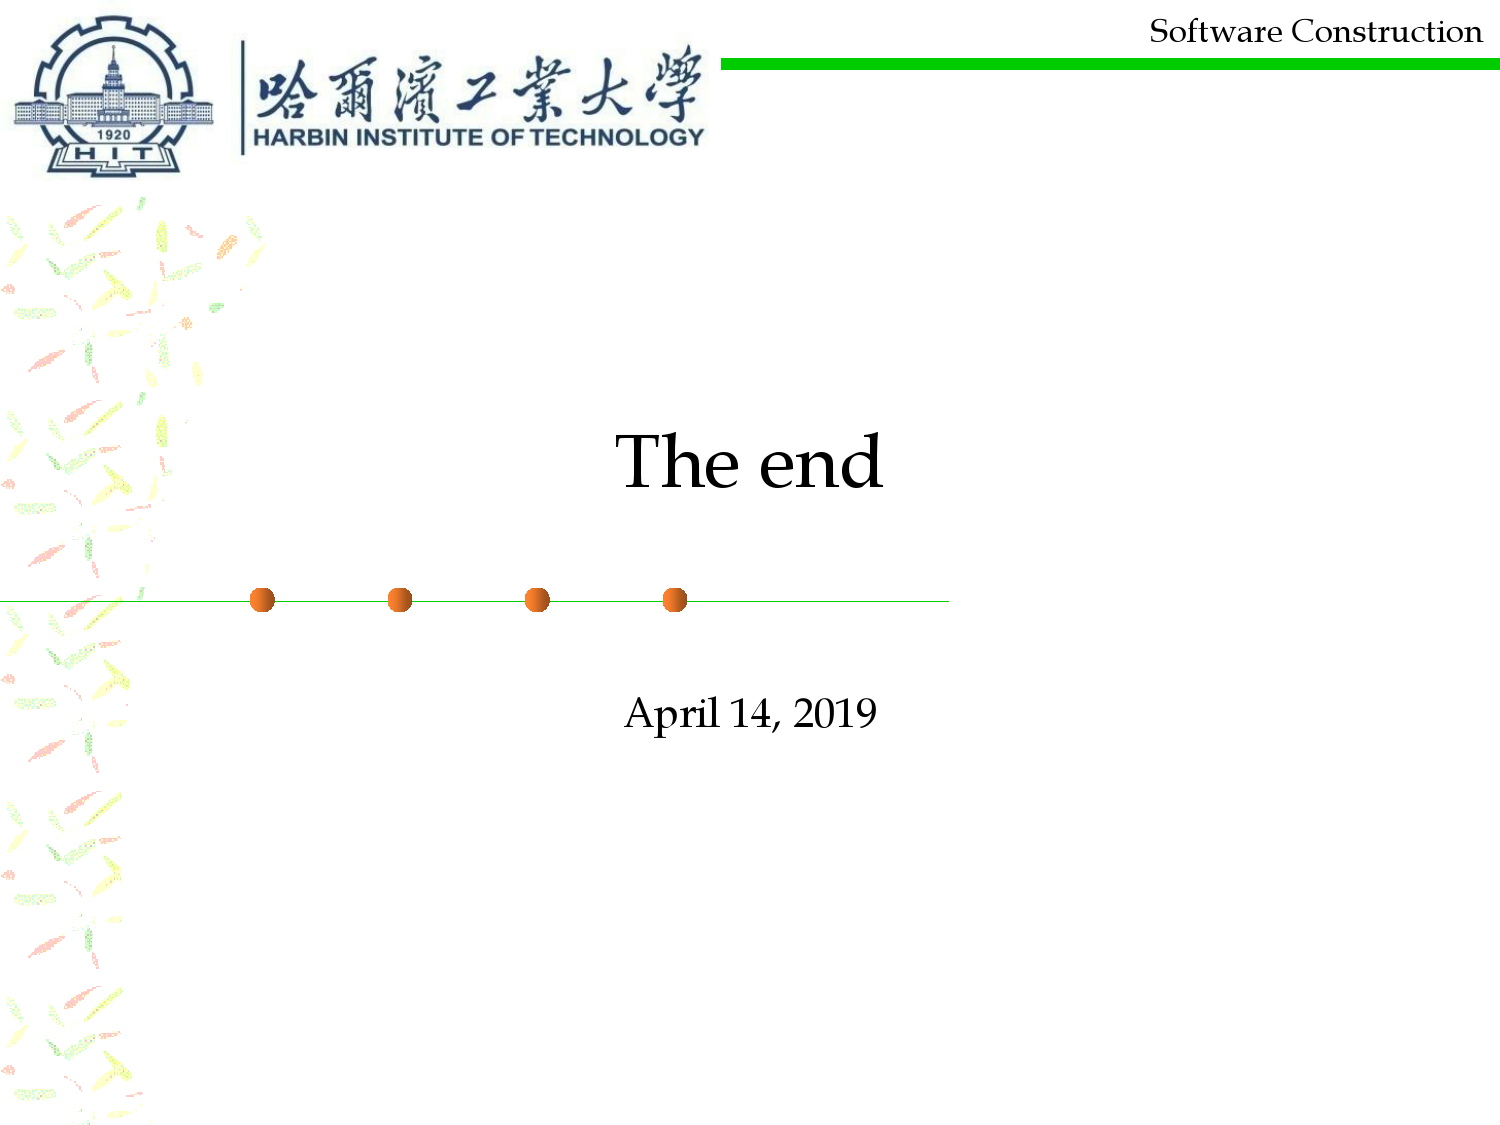 Software Construction
哈爾濱工業大學
HARBIN INSTITUTE OF TECHNOLOGY
1920
HIT
The end
April 14, 2019